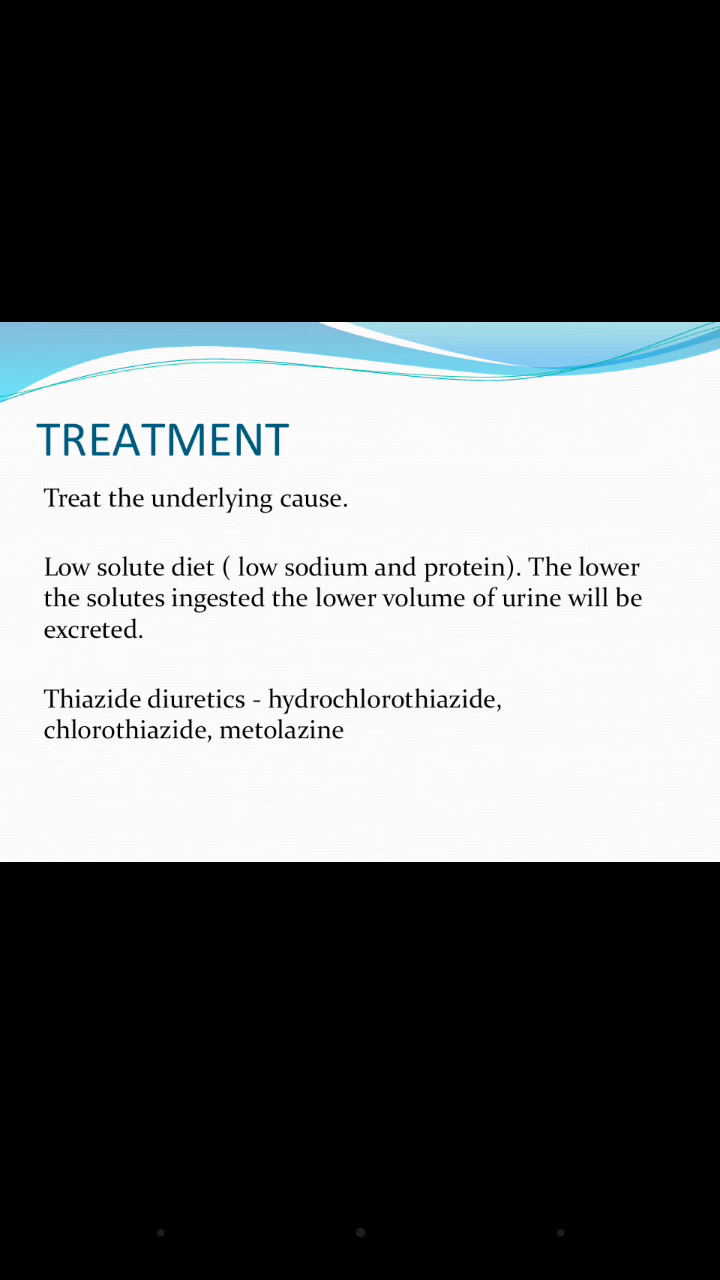 TREATMENT
Treat the underlying cause.
Low solute diet ( low sodium and protein). The lower
the solutes ingested the lower volume of urine will be
excreted.
Thiazide diuretics - hydrochlorothiazide,
chlorothiazide, metolazine